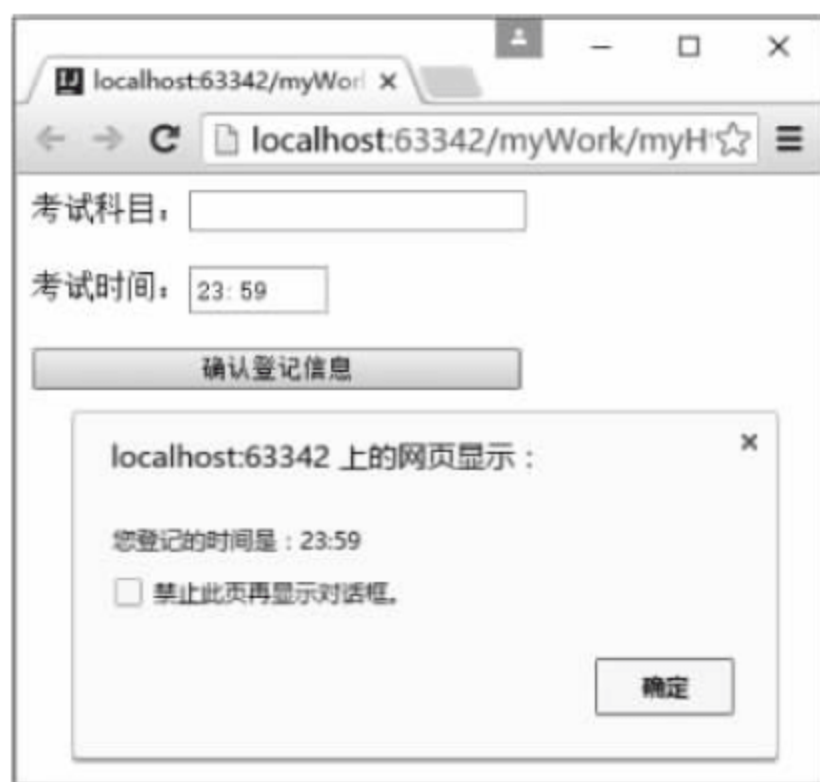 localhost:63342/myWor
localhost:63342/myWork/myH
考试科目：
考试时间：
23:59
确认登记信息
localhost:63342 上的网页显示：
您登记的时间是：23:59
禁止此页再显示对话框。
确定